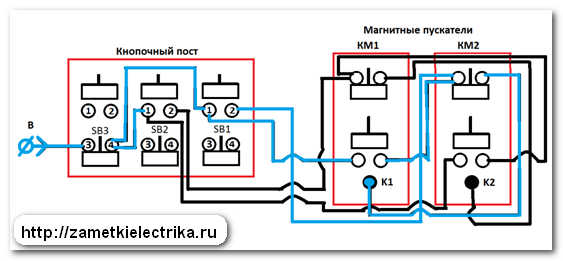 Магнитные пускатели
Кнопочный пост
КМ1 КМ2
1 2 1 2 1 2
В
SB3 SB2 SB1
3 4 3 4 3 4
К1 К2
http://zametkielectrika.ru